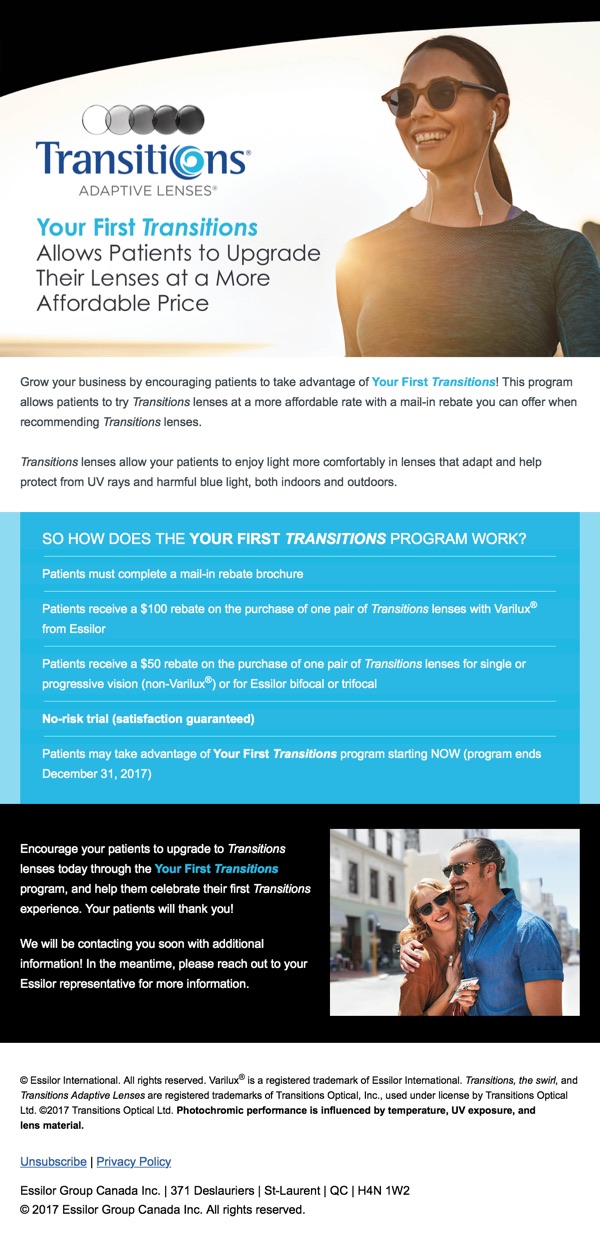 Transitions®
ADAPTIVE LENSES®
Your First Transitions
Allows Patients to Upgrade
Their Lenses at a More
Affordable Price
Grow your business by encouraging patients to take advantage of Your First Transitions! This program
allows patients to try Transitions lenses at a more affordable rate with a mail-in rebate you can offer when
recommending Transitions lenses.
Transitions lenses allow your patients to enjoy light more comfortably in lenses that adapt and help
protect from UV rays and harmful blue light, both indoors and outdoors.
SO HOW DOES THE YOUR FIRST TRANSITIONS PROGRAM WORK?
Patients must complete a mail-in rebate brochure
Patients receive a $100 rebate on the purchase of one pair of Transitions lenses with Varilux®
from Essilor
Patients receive a $50 rebate on the purchase of one pair of Transitions lenses for single or
progressive vision (non-Varilux®) or for Essilor bifocal or trifocal
No-risk trial (satisfaction guaranteed)
Patients may take advantage of Your First Transitions program starting NOW (program ends
December 31, 2017)
Encourage your patients to upgrade to Transitions
lenses today through the Your First Transitions
program, and help them celebrate their first Transitions
experience. Your patients will thank you!
We will be contacting you soon with additional
information! In the meantime, please reach out to your
Essilor representative for more information.
© Essilor International. All rights reserved. Varilux® is a registered trademark of Essilor International. Transitions, the swirl, and
Transitions Adaptive Lenses are registered trademarks of Transitions Optical, Inc., used under license by Transitions Optical
Ltd. ©2017 Transitions Optical Ltd. Photochromic performance is influenced by temperature, UV exposure, and
lens material.
Unsubscribe | Privacy Policy
Essilor Group Canada Inc. | 371 Deslauriers | St-Laurent | QC | H4N 1W2
© 2017 Essilor Group Canada Inc. All rights reserved.